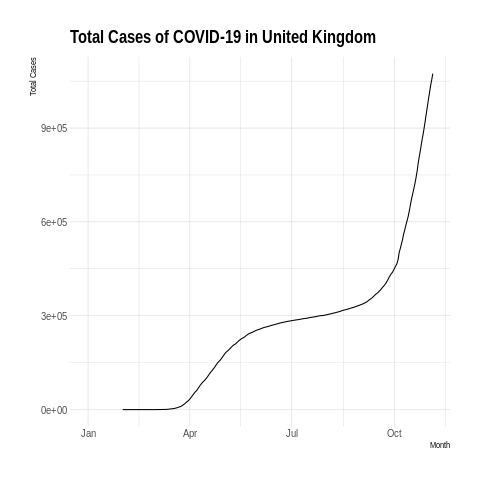 Total Cases of COVID-19 in United Kingdom
Total Cases
9e+05
6e+05
3e+05
0e+00
Jan Apr Jul Oct
Month